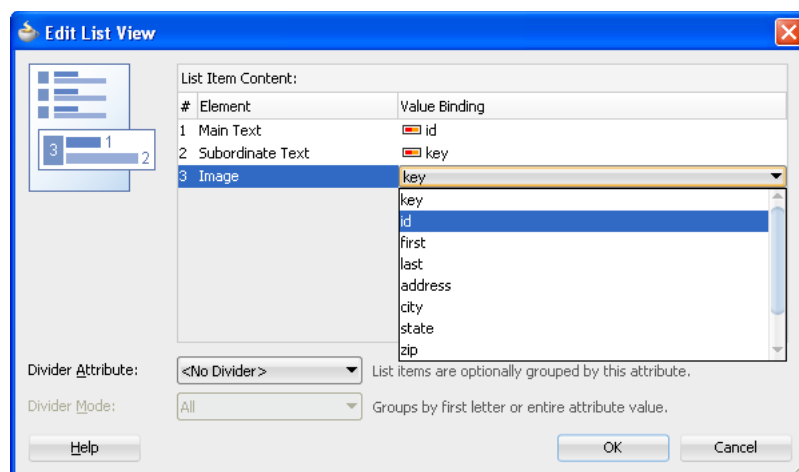 Edit List View
List Item Content:
# Element Value Binding
1 Main Text id
2 Subordinate Text key
3 Image key
key
id
first
last
address
city
state
zip
3 1
2
Divider Attribute: <No Divider> List items are optionally grouped by this attribute.
Divider Mode: All Groups by first letter or entire attribute value.
Help OK Cancel